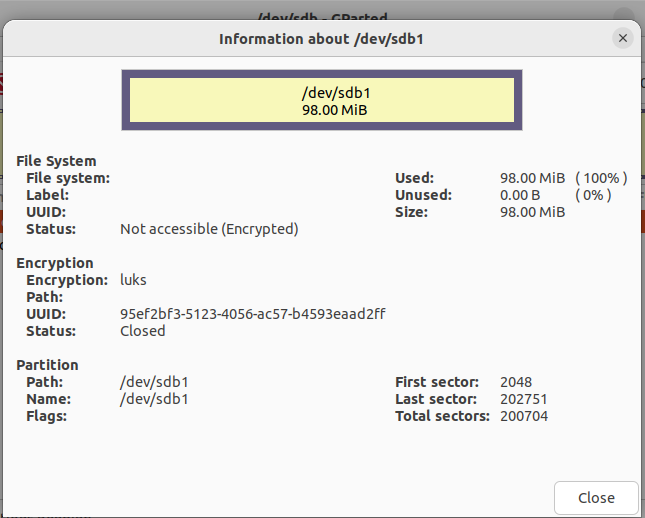 /dev/sdb - GParted
Information about /dev/sdb1
/dev/sdb1
98.00 MiB
File System
File system:
Label:
UUID:
Status: Not accessible (Encrypted)
Used: 98.00 MiB ( 100% )
Unused: 0.00 B ( 0% )
Size: 98.00 MiB
Encryption
Encryption: luks
Path:
UUID: 95ef2bf3-5123-4056-ac57-b4593eaad2ff
Status: Closed
Partition
Path: /dev/sdb1
Name: /dev/sdb1
Flags:
First sector: 2048
Last sector: 202751
Total sectors: 200704
Close